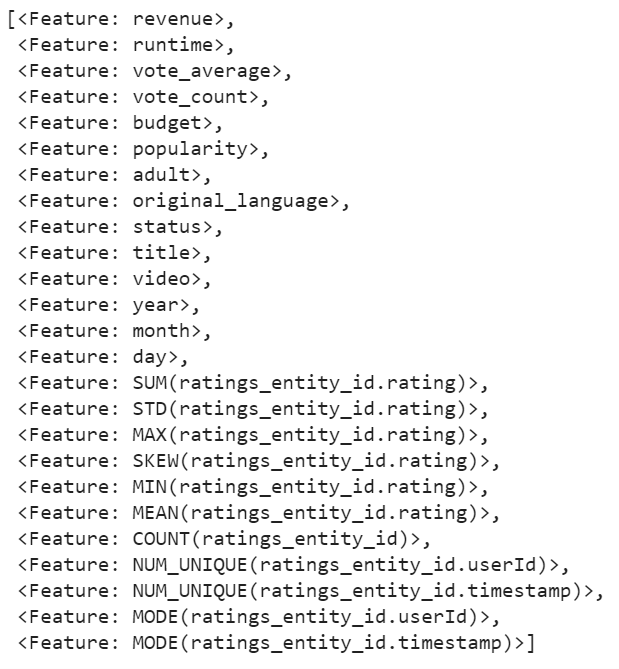 [<Feature: revenue>,
<Feature: runtime>,
<Feature: vote_average>,
<Feature: vote_count>,
<Feature: budget>,
<Feature: popularity>,
<Feature: adult>,
<Feature: original_language>,
<Feature: status>,
<Feature: title>,
<Feature: video>,
<Feature: year>,
<Feature: month>,
<Feature: day>,
<Feature: SUM(ratings_entity_id.rating)>,
<Feature: STD(ratings_entity_id.rating)>,
<Feature: MAX(ratings_entity_id.rating)>,
<Feature: SKEW(ratings_entity_id.rating)>,
<Feature: MIN(ratings_entity_id.rating)>,
<Feature: MEAN(ratings_entity_id.rating)>,
<Feature: COUNT(ratings_entity_id)>,
<Feature: NUM_UNIQUE(ratings_entity_id.userId)>,
<Feature: NUM_UNIQUE(ratings_entity_id.timestamp)>,
<Feature: MODE(ratings_entity_id.userId)>,
<Feature: MODE(ratings_entity_id.timestamp)>]